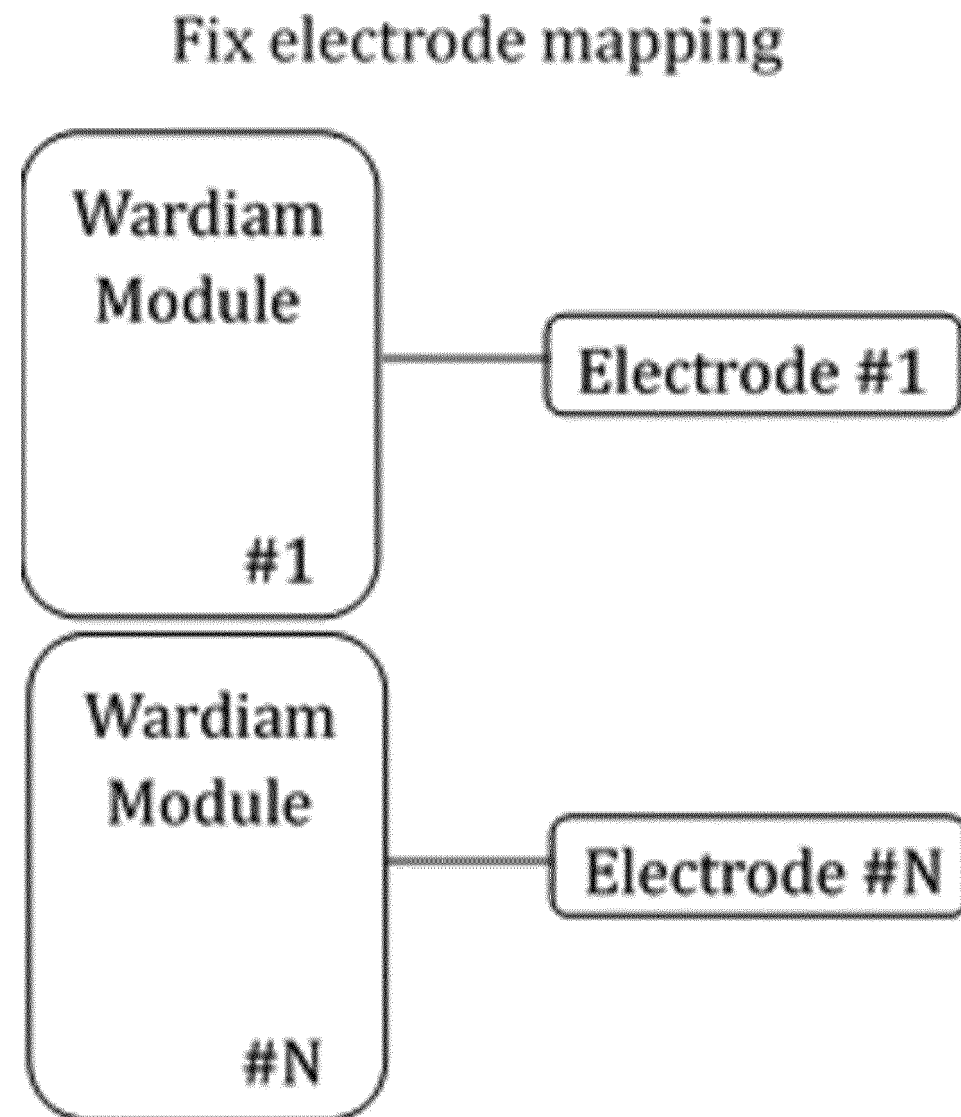 Fix electrode mapping
Wardiam
Module
#1
Electrode #1
Wardiam
Module
#N
Electrode #N